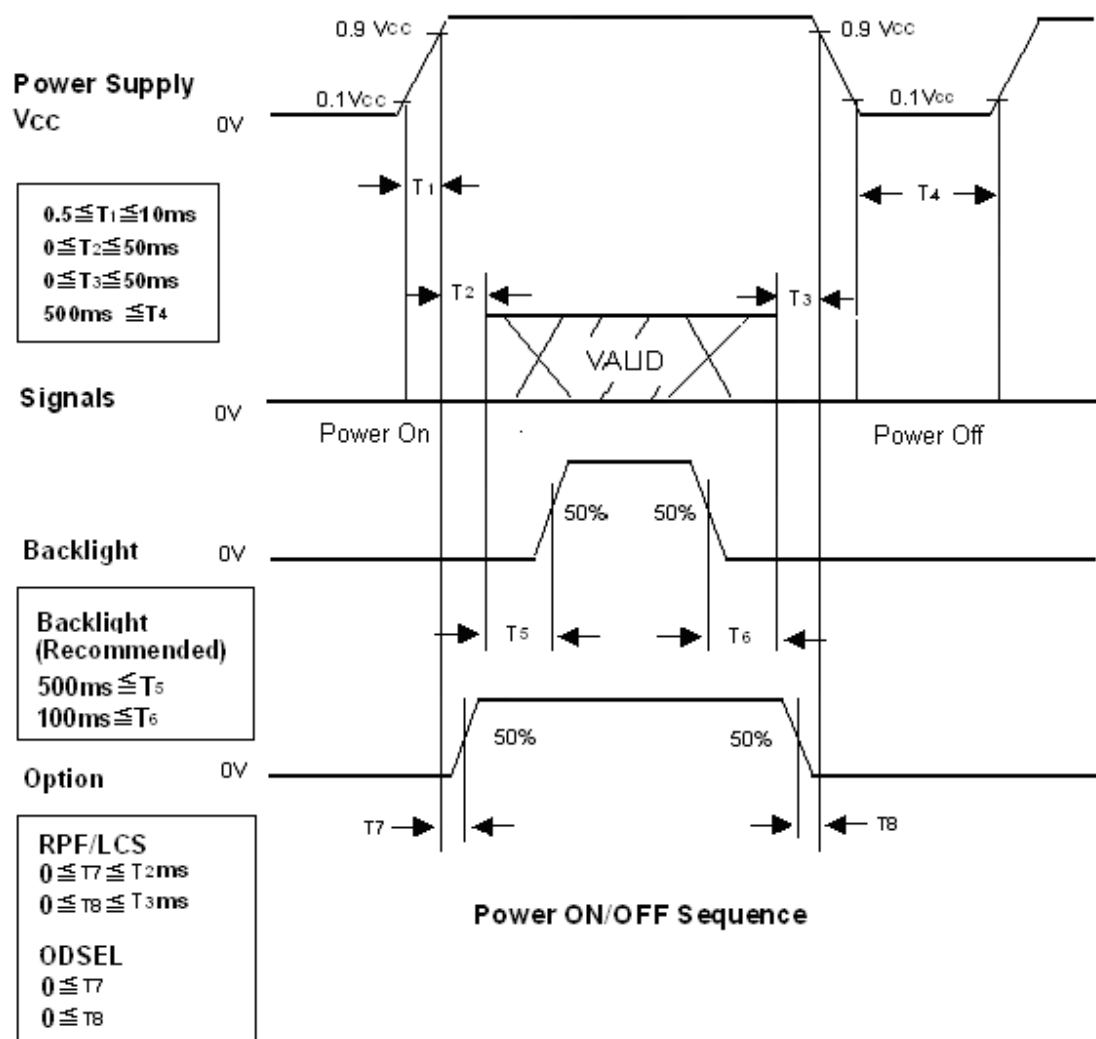 0.9 Vcc
0.9 Vcc
Power Supply
Vcc
0.1Vcc
0.1Vcc
0V
T1
T4
0.5≦T1≦10ms
0≦T2≦50ms
0≦T3≦50ms
500ms ≦T4
T2
T3
VALID
Signals
0V
Power On
Power Off
50%
50%
Backlight
0V
Backlight
(Recommended)
500ms≦T5
100ms≦T6
T5
T6
50%
50%
Option
0V
T7
T8
RPF/LCS
0≦T7≦T2ms
0≦T8≦T3ms
Power ON/OFF Sequence
ODSEL
0≦T7
0≦T8